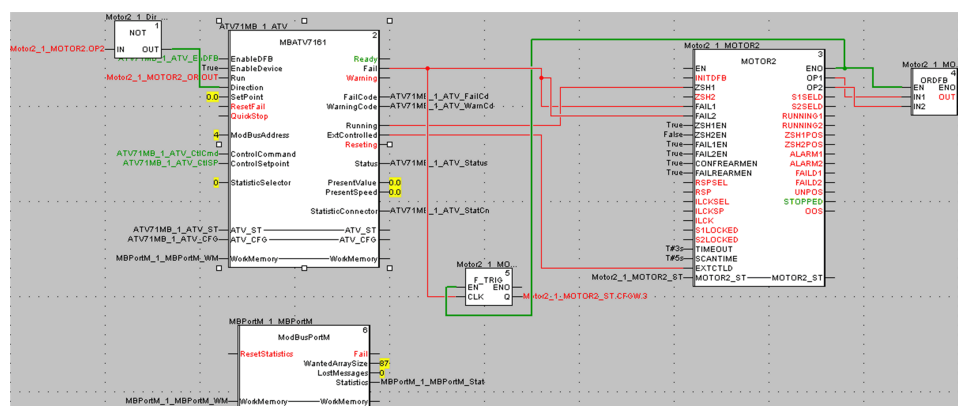 Motor2_1_Dir ...
1
NOT
IN OUT
Motor2_1_MOTOR2.OP2
ATV71MB_1_ATV
2
MBATV7161
EnableDFB
Ready
True
EnableDevice
Fail
Motor2_1_MOTOR2_OR.OUT
Run
Warning
Direction
0.0
SetPoint
FailCode
ATV71MB_1_ATV_FailCd
ResetFail
WarningCode
ATV71MB_1_ATV_WarnCd
QuickStop
Running
4
ModBusAddress
ExtControlled
Reseting
ATV71MB_1_ATV_CtlCmd
ControlCommand
ATV71MB_1_ATV_CtlSP
ControlSetpoint
Status
ATV71MB_1_ATV_Status
0
StatisticSelector
PresentValue
0.0
PresentSpeed
0.0
StatisticConnector
ATV71MB_1_ATV_StatCn
ATV71MB_1_ATV_ST
ATV_ST
ATV_ST
ATV71MB_1_ATV_CFG
ATV_CFG
ATV_CFG
MBPortM_1_MBPortM_WM
WorkMemory
WorkMemory
Motor2_1_MOTOR2
3
MOTOR2
EN
ENO
INITDFB
OP1
ZSH1
OP2
ZSH2
S1SELD
FAIL1
S2SELD
FAIL2
RUNNING1
True
ZSH1EN
RUNNING2
False
ZSH2EN
ZSH1POS
True
FAIL1EN
ZSH2POS
True
FAIL2EN
ALARM1
True
CONFREARMEN
ALARM2
True
FAILREARMEN
FAILD1
RSPSEL
FAILD2
RSP
UNPOS
ILCKSEL
STOPPED
ILCKSP
OOS
ILCK
S1LOCKED
S2LOCKED
T#3s
TIMEOUT
T#5s
SCANTIME
EXTCTLD
Motor2_1_MOTOR2_ST
MOTOR2_ST
MOTOR2_ST
Motor2_1_MO...
4
ORDFB
EN ENO
IN1 OUT
IN2
Motor2_1_MO...
5
F_TRIG
EN ENO
CLK Q
Motor2_1_MOTOR2_ST.CFGW.3
MBPortM_1_MBPortM
6
ModBusPortM
ResetStatistics
Fail
WantedArraySize
87
LostMessages
0
Statistics
MBPortM_1_MBPortM_Stat
MBPortM_1_MBPortM_WM
WorkMemory
WorkMemory